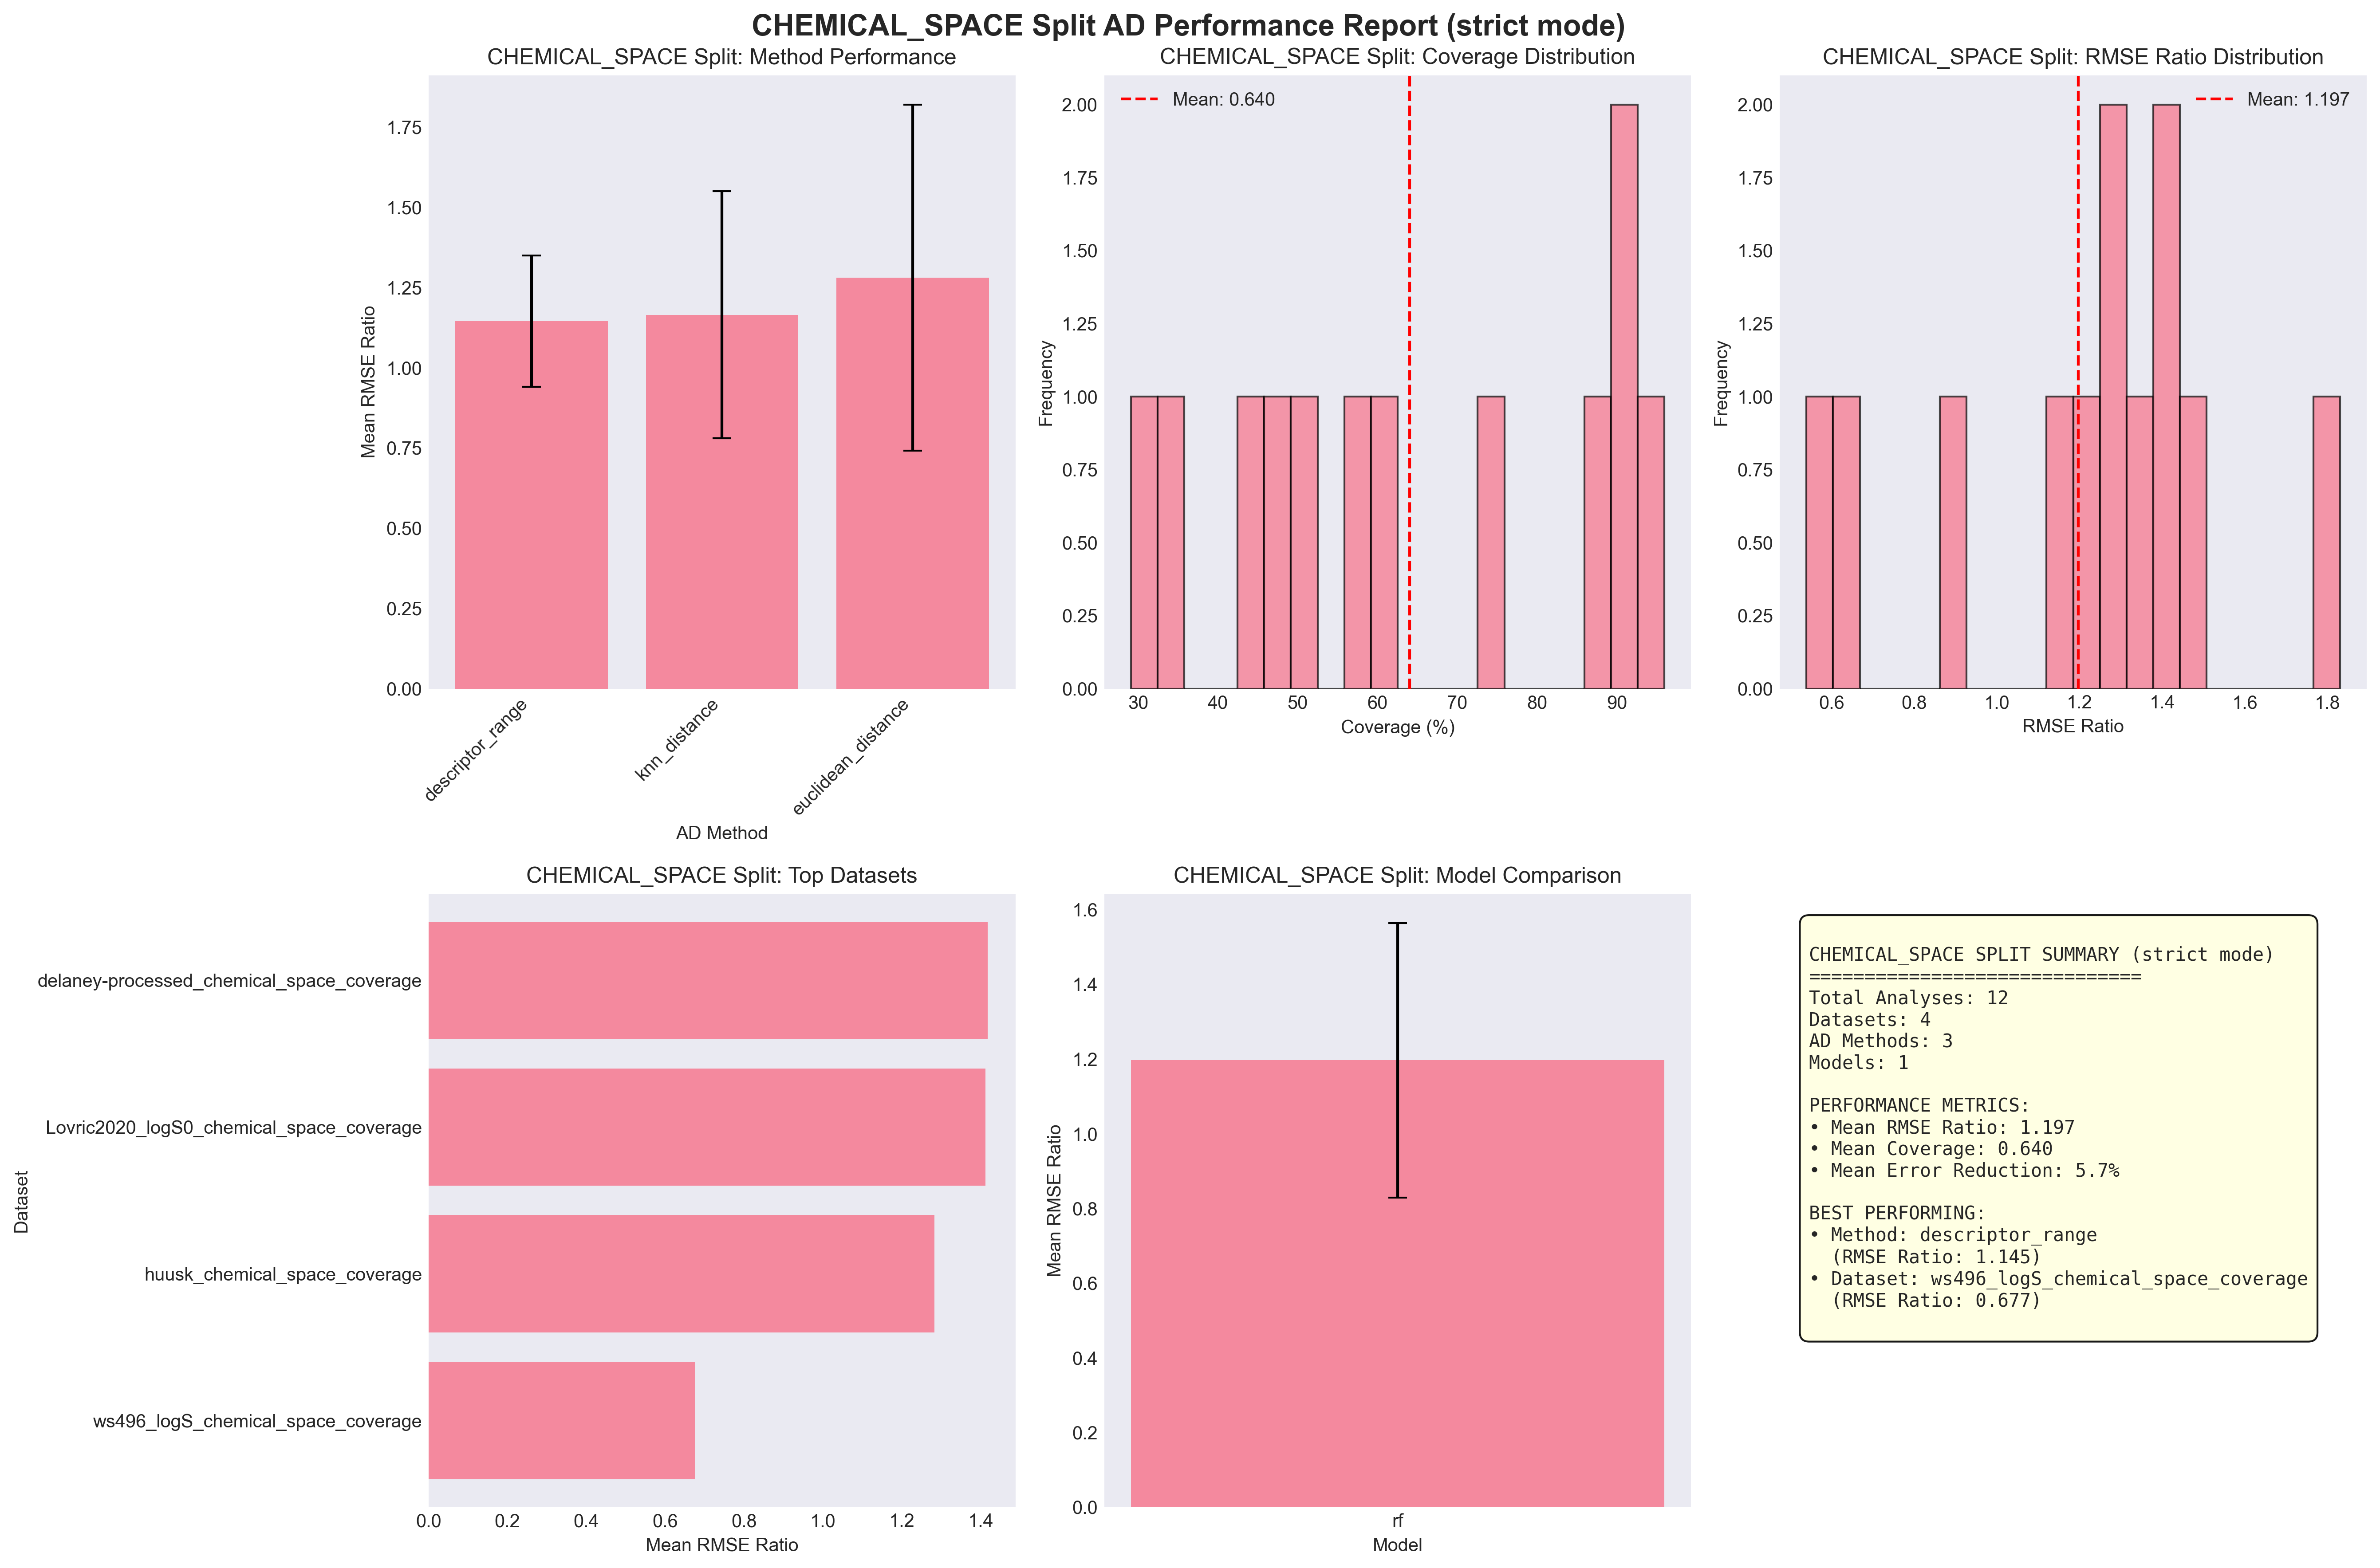 CHEMICAL_SPACE Split AD Performance Report (strict mode)
CHEMICAL_SPACE Split: Method Performance
Mean RMSE Ratio
1.75
1.50
1.25
1.00
0.75
0.50
0.25
0.00
descriptor_range
knn_distance
euclidean_distance
AD Method
CHEMICAL_SPACE Split: Coverage Distribution
Mean: 0.640
Frequency
2.00
1.75
1.50
1.25
1.00
0.75
0.50
0.25
0.00
30 40 50 60 70 80 90
Coverage (%)
CHEMICAL_SPACE Split: RMSE Ratio Distribution
Mean: 1.197
Frequency
2.00
1.75
1.50
1.25
1.00
0.75
0.50
0.25
0.00
0.6 0.8 1.0 1.2 1.4 1.6 1.8
RMSE Ratio
CHEMICAL_SPACE Split: Top Datasets
Dataset
delaney-processed_chemical_space_coverage
Lovric2020_logS0_chemical_space_coverage
huusk_chemical_space_coverage
ws496_logS_chemical_space_coverage
0.0 0.2 0.4 0.6 0.8 1.0 1.2 1.4
Mean RMSE Ratio
CHEMICAL_SPACE Split: Model Comparison
Mean RMSE Ratio
1.6
1.4
1.2
1.0
0.8
0.6
0.4
0.2
0.0
rf
Model
CHEMICAL_SPACE SPLIT SUMMARY (strict mode)
==============================
Total Analyses: 12
Datasets: 4
AD Methods: 3
Models: 1
PERFORMANCE METRICS:
• Mean RMSE Ratio: 1.197
• Mean Coverage: 0.640
• Mean Error Reduction: 5.7%
BEST PERFORMING:
• Method: descriptor_range
(RMSE Ratio: 1.145)
• Dataset: ws496_logS_chemical_space_coverage
(RMSE Ratio: 0.677)